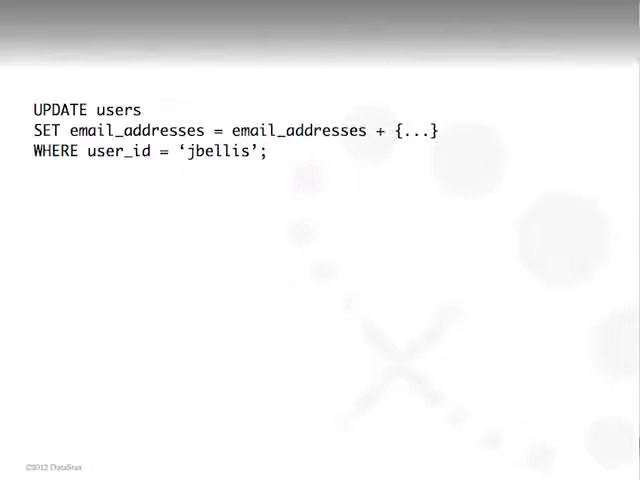 UPDATE users
SET email_addresses = email_addresses + {...}
WHERE user_id = ‘jbellis’;
©2012 DataStax